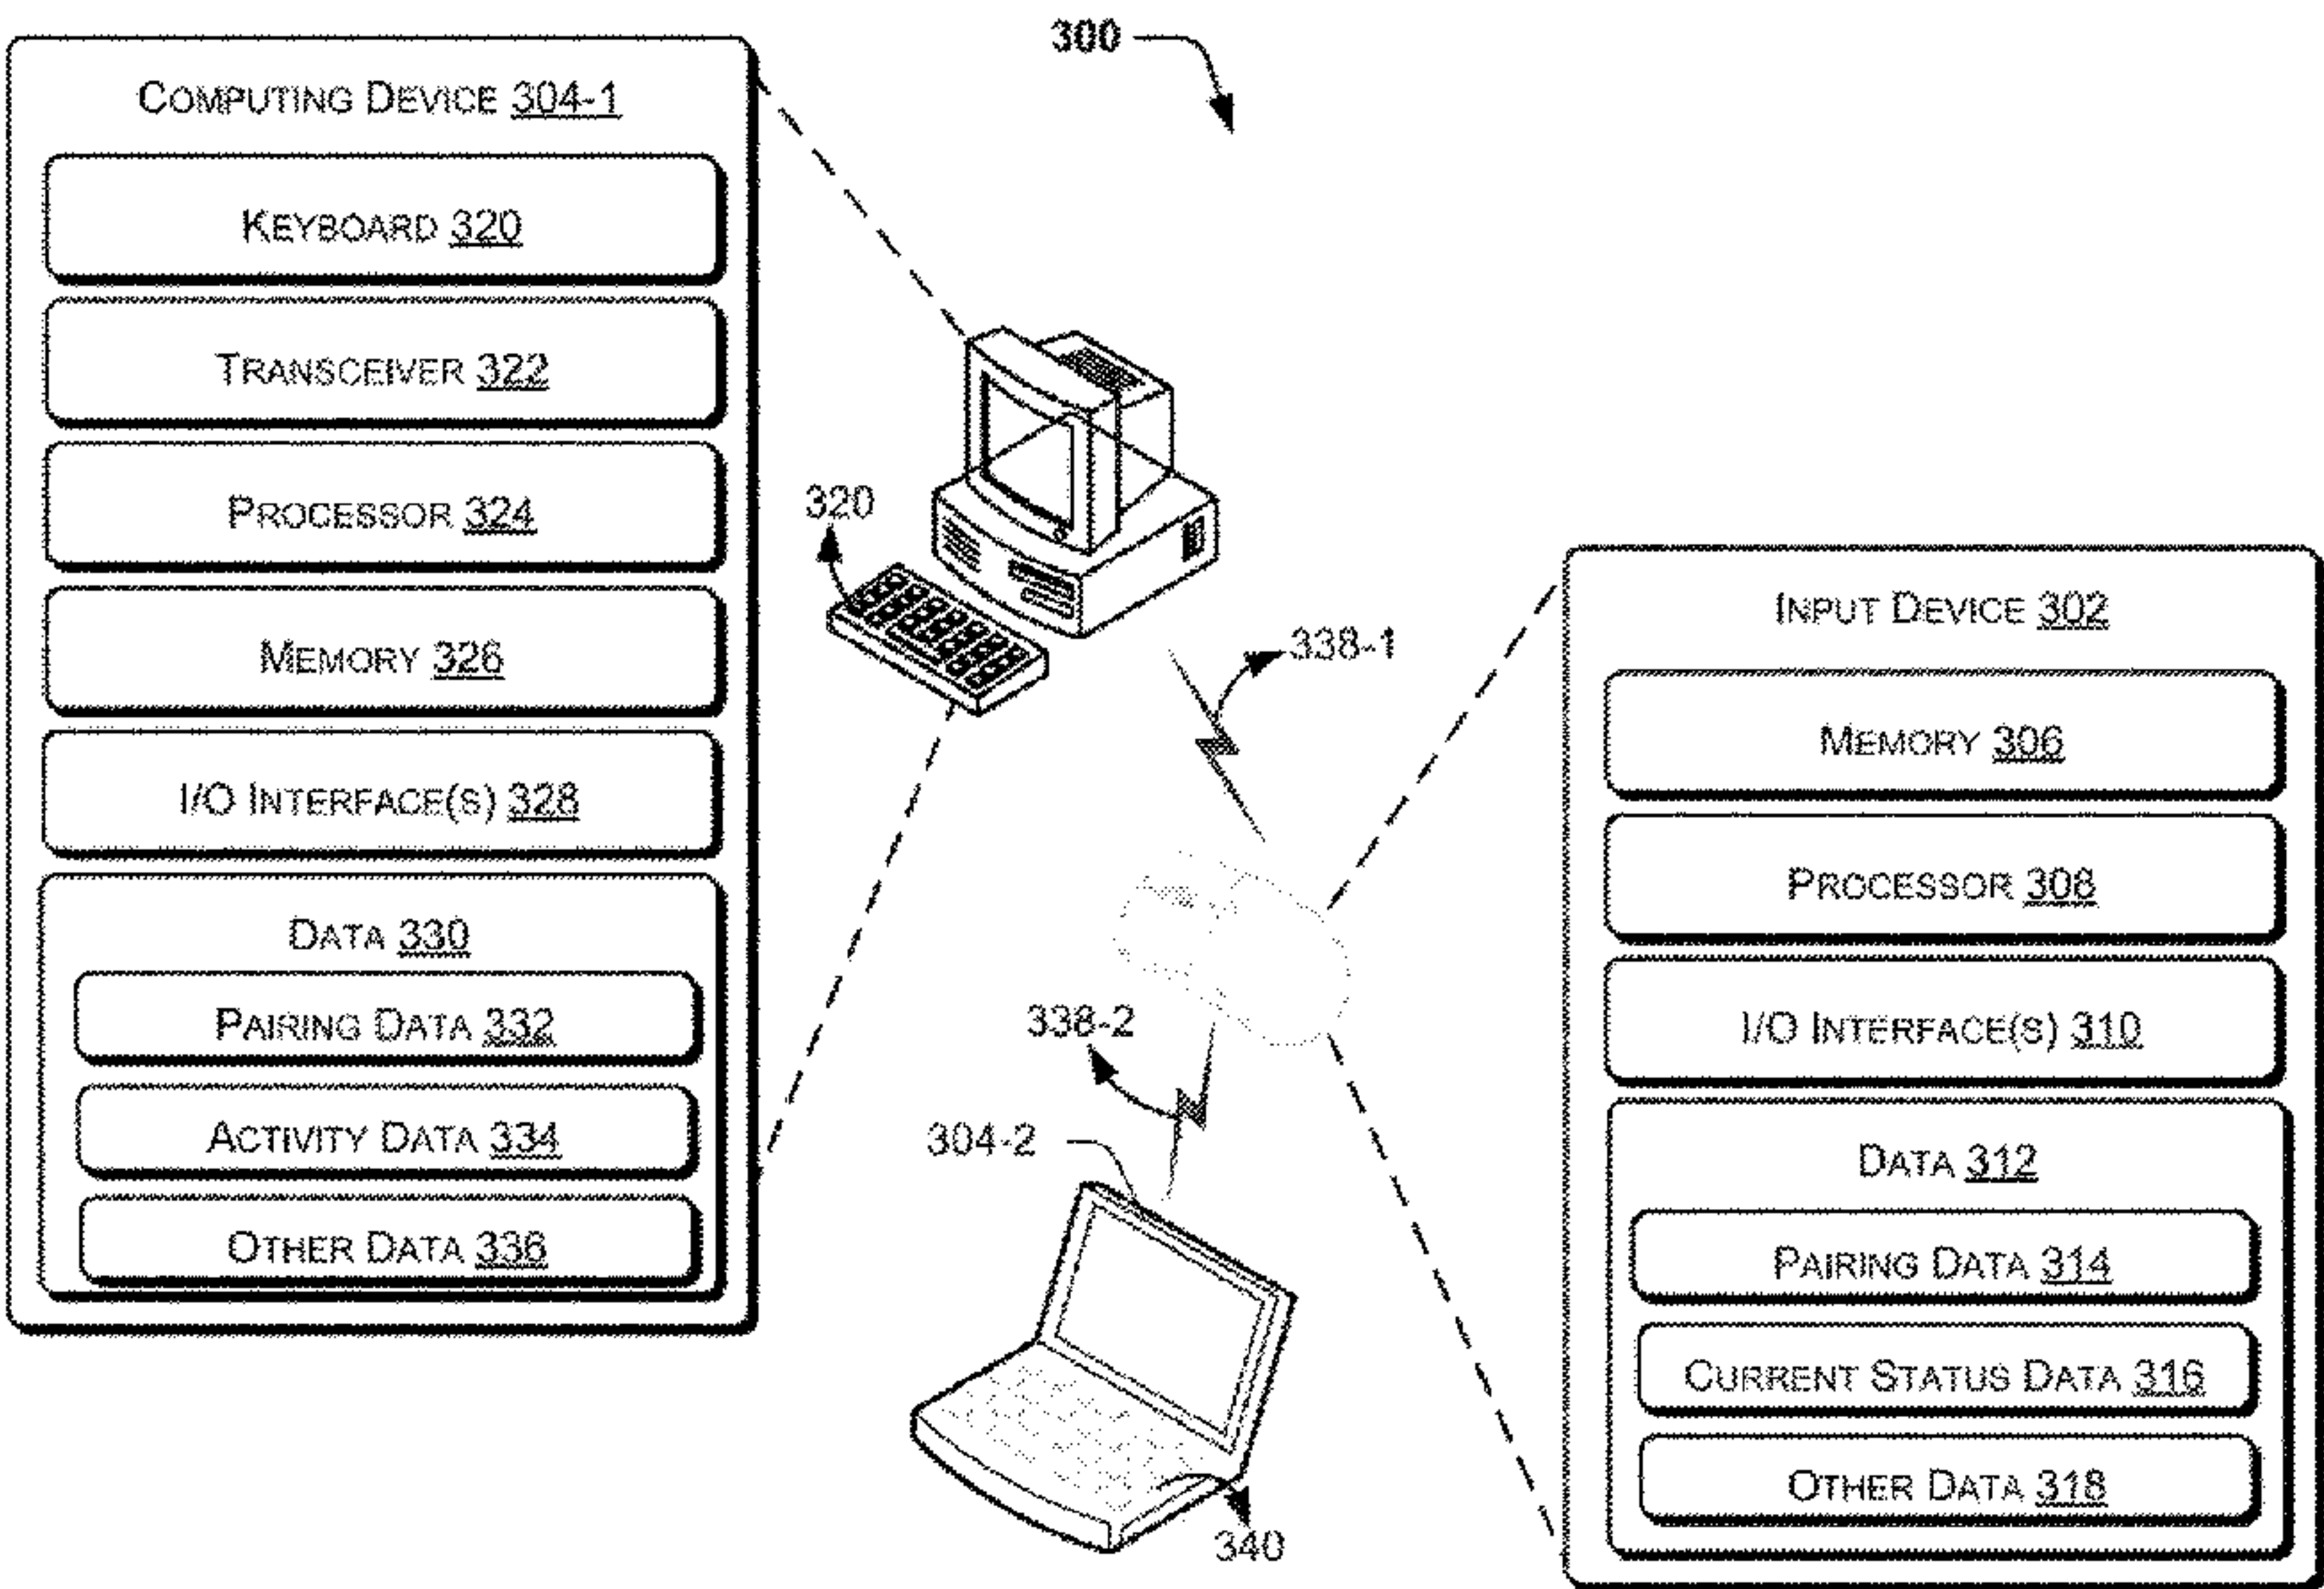 300
COMPUTING DEVICE 304-1
KEYBOARD 320
TRANSCEIVER 322
PROCESSOR 324
MEMORY 326
I/O INTERFACE(S) 328
DATA 330
PAIRING DATA 332
ACTIVITY DATA 334
OTHER DATA 336
320
338-1
338-2
304-2
340
INPUT DEVICE 302
MEMORY 306
PROCESSOR 308
I/O INTERFACE(S) 310
DATA 312
PAIRING DATA 314
CURRENT STATUS DATA 316
OTHER DATA 318